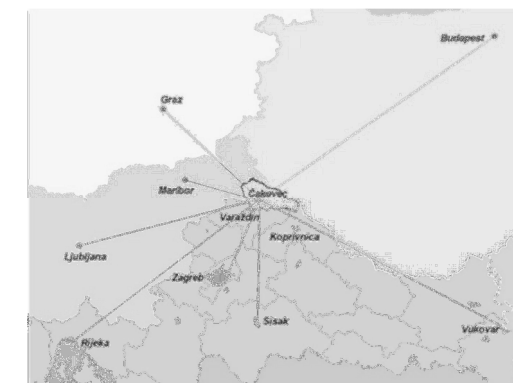 Budapest
Graz
Maribor
Čakovec
Varaždin
Koprivnica
Ljubljana
Zagreb
Sisak
Vukovar
Rijeka